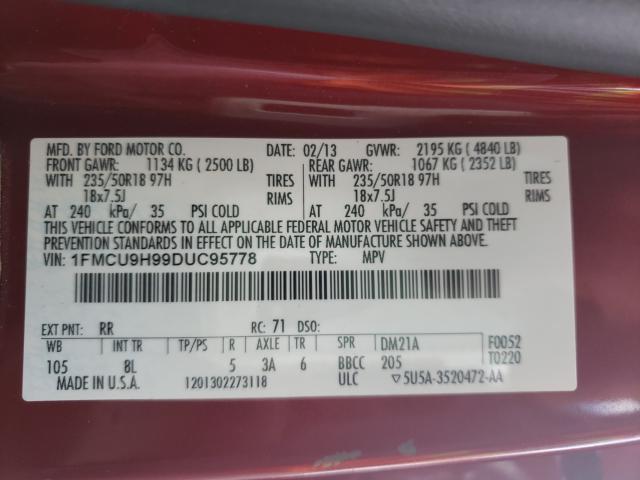 MFD. BY FORD MOTOR CO. DATE: 02/13 GVWR: 2195 KG ( 4840 LB)
FRONT GAWR: 1134 KG ( 2500 LB) REAR GAWR: 1067 KG ( 2352 LB)
WITH 235/50R18 97H TIRES WITH 235/50R18 97H TIRES
18x7.5J RIMS 18x7.5J RIMS
AT 240 kPa/ 35 PSI COLD AT 240 kPa/ 35 PSI COLD
THIS VEHICLE CONFORMS TO ALL APPLICABLE FEDERAL MOTOR VEHICLE SAFETY AND THEFT
PREVENTION STANDARDS IN EFFECT ON THE DATE OF MANUFACTURE SHOWN ABOVE.
VIN: 1FMCU9H99DUC95778 TYPE: MPV
EXT PNT: RR RC: 71 DSO:
WB INT TR TP/PS R AXLE TR SPR DM21A F0052
105 8L 5 3A 6 BBCC 205 T0220
MADE IN U.S.A. 1201302273118 ULC ▽5U5A-3520472-AA